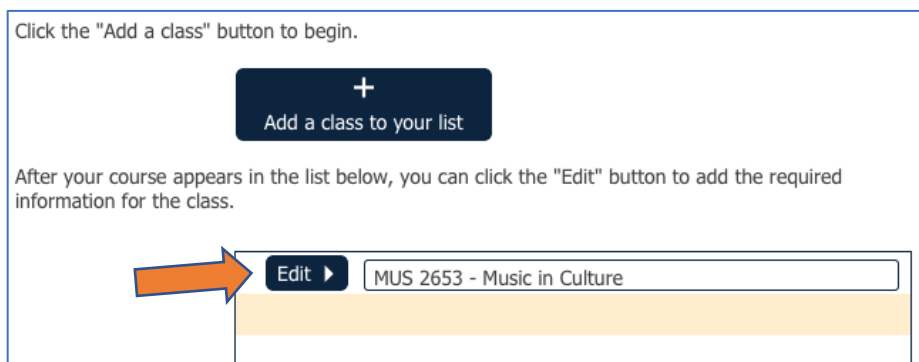 Click the "Add a class" button to begin.
+
Add a class to your list
After your course appears in the list below, you can click the "Edit" button to add the required
information for the class.
Edit
MUS 2653 - Music in Culture